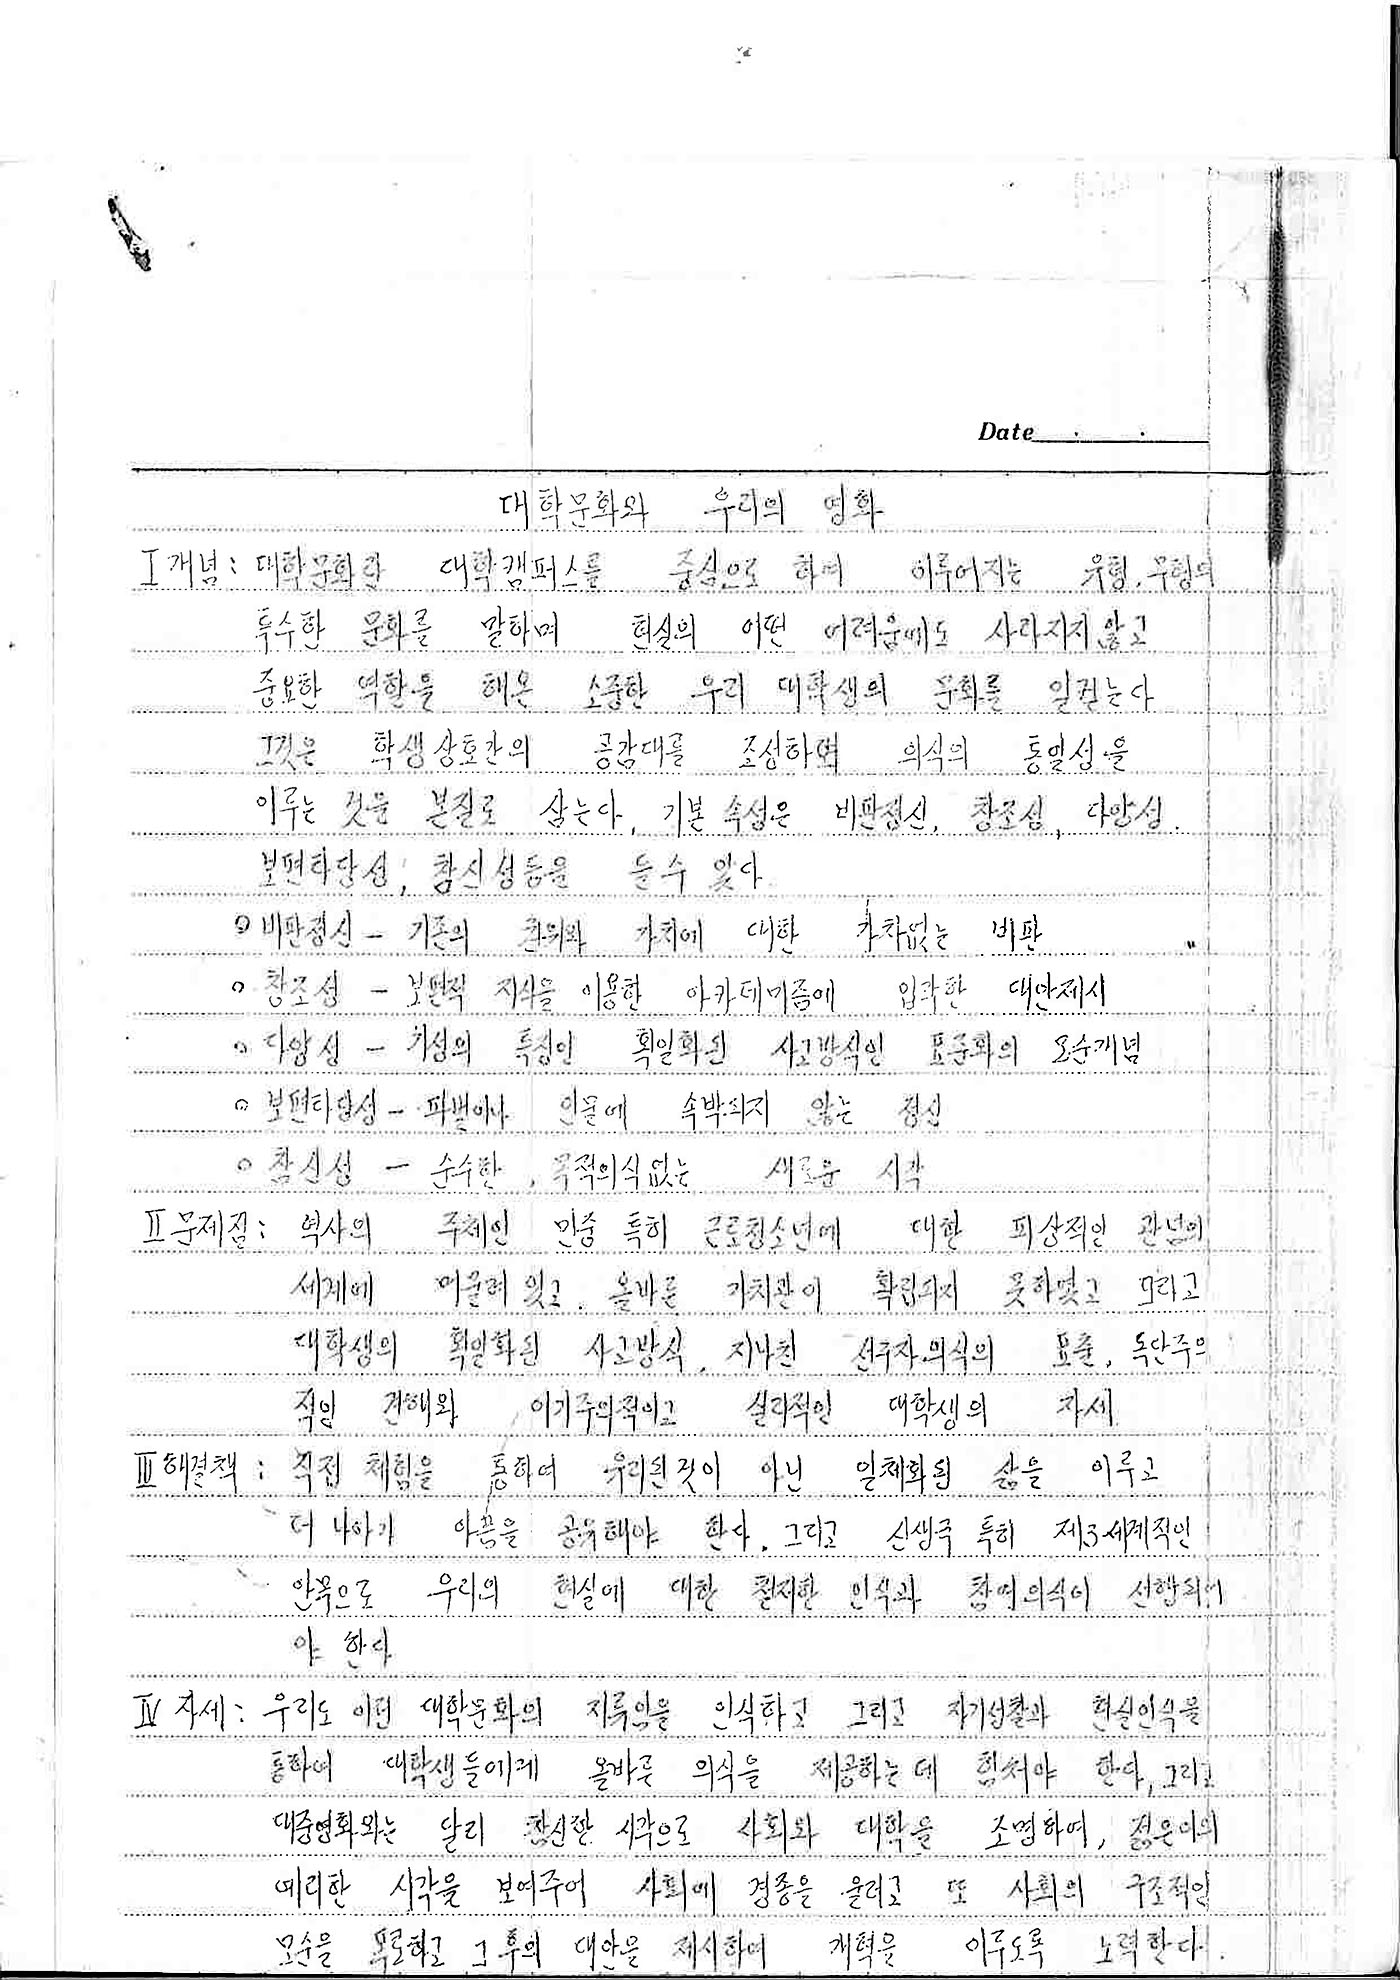 Date
대학문화와 우리의 영화
Ⅰ 개념 : 대학문화란 대학캠퍼스를 중심으로 하여 이루어지는 유형.무형의
특수한 문화를 말하며 현실의 어떤 어려움에도 사라지지 않고
중요한 역할을 해온 소중한 우리 대학생의 문화를 일컫는다
그것은 학생상호간의 공감대를 조성하며 의식의 통일성을
이루는 것을 본질로 삼는다, 기본 속성은 비판정신, 창조성, 다양성.
보편타당성, 참신성등을 들수 있다.
○ 비판정신 - 기존의 권위와 가치에 대한 가차없는 비판
○ 창조성 - 보편적 지식을 이용한 아카데미즘에 입각한 대안제시
○ 다양성 - 기성의 특징인 획일화된 사고방식인 표준화의 모순개념
○ 보편타당성 - 파벌이나 인물에 속박되지 않는 정신
○ 참신성 - 순수한, 목적의식없는 새로운 시각
Ⅱ 문제점 : 역사의 주체인 민중 특히 근로청소년에 대한 피상적인 관념의
세계에 머물러 있고. 올바른 가치관이 확립되지 못하였고 그리고
대학생의 획일화된 사고방식, 지나친 선구자.의식의 표출, 독단주의
적인 견해와 이기주의적이고 실리적인 대학생의 자세
Ⅲ 해결책 : 직접 체험을 통하여 유리된것이 아닌 일체화된 삶을 이루고
더 나아가 아픔을 공유해야 한다. 그리고 신생국 특히 제3세계적인
안목으로 우리의 현실에 대한 철저한 인식과 참여의식이 선행되어
야 한다
Ⅳ 자세 : 우리도 이런 대학문화의 지류임을 인식하고 그리고 자기성찰과 현실인식을
통하여 대학생들에게 올바른 의식을 제공하는데 힘써야 한다, 그리고
대중영화와는 달리 참신한 시각으로 사회와 대학을 조명하여, 젊은이의
예리한 시각을 보여주어 사회에 경종을 울리고 또 사회의 구조적인
모순을 폭로하고 그 후의 대안을 제시하여 개혁을 이루도록 노력한다.